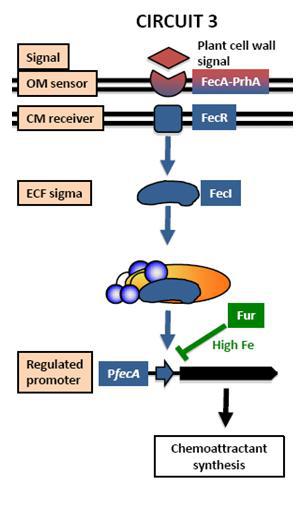 CIRCUIT 3
Signal
Plant cell wall
signal
OM sensor
FecA-PrhA
CM receiver
FecR
ECF sigma
FecI
Fur
High Fe
Regulated
promoter
PfecA
Chemoattractant
synthesis